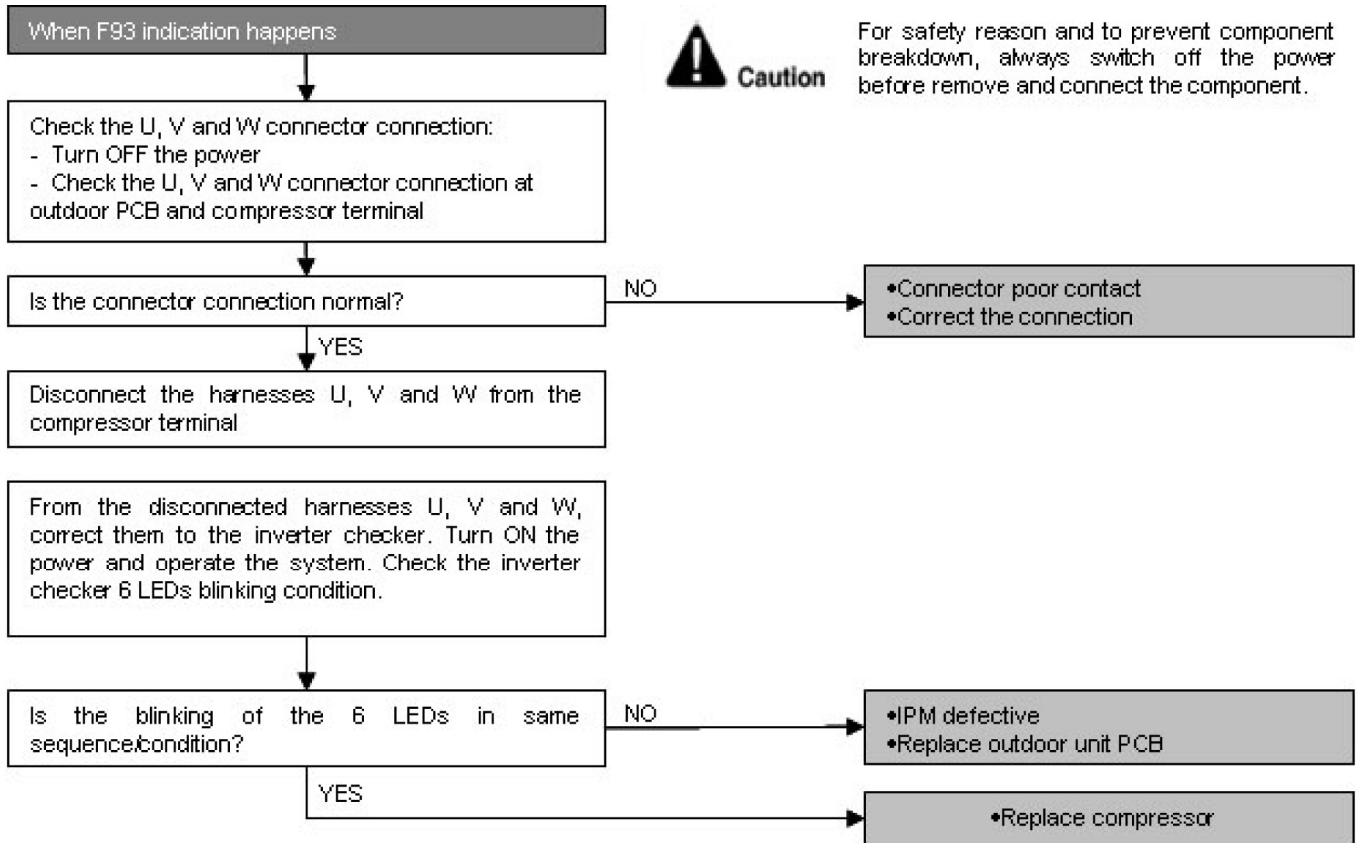 When F93 indication happens
Caution
For safety reason and to prevent component
breakdown, always switch off the power
before remove and connect the component.
Check the U, V and W connector connection:
- Turn OFF the power
- Check the U, V and W connector connection at
outdoor PCB and compressor terminal
Is the connector connection normal?
NO
•Connector poor contact
•Correct the connection
YES
Disconnect the harnesses U, V and W from the
compressor terminal
From the disconnected harnesses U, V and W,
correct them to the inverter checker. Turn ON the
power and operate the system. Check the inverter
checker 6 LEDs blinking condition.
Is the blinking of the 6 LEDs in same
sequence/condition?
NO
•IPM defective
•Replace outdoor unit PCB
YES
•Replace compressor